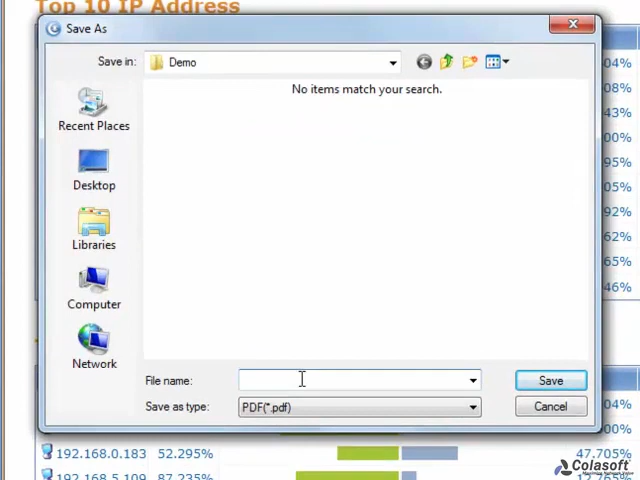 Top 10 IP Address
Save As
Save in: Demo
No items match your search.
Recent Places
Desktop
Libraries
Computer
Network
File name:
Save
Save as type: PDF(*.pdf)
Cancel
04%
08%
43%
00%
05%
92%
62%
65%
46%
192.168.0.183 52.295% 47.705%
192.168.5.109 87.235% 12.765%
Colasoft